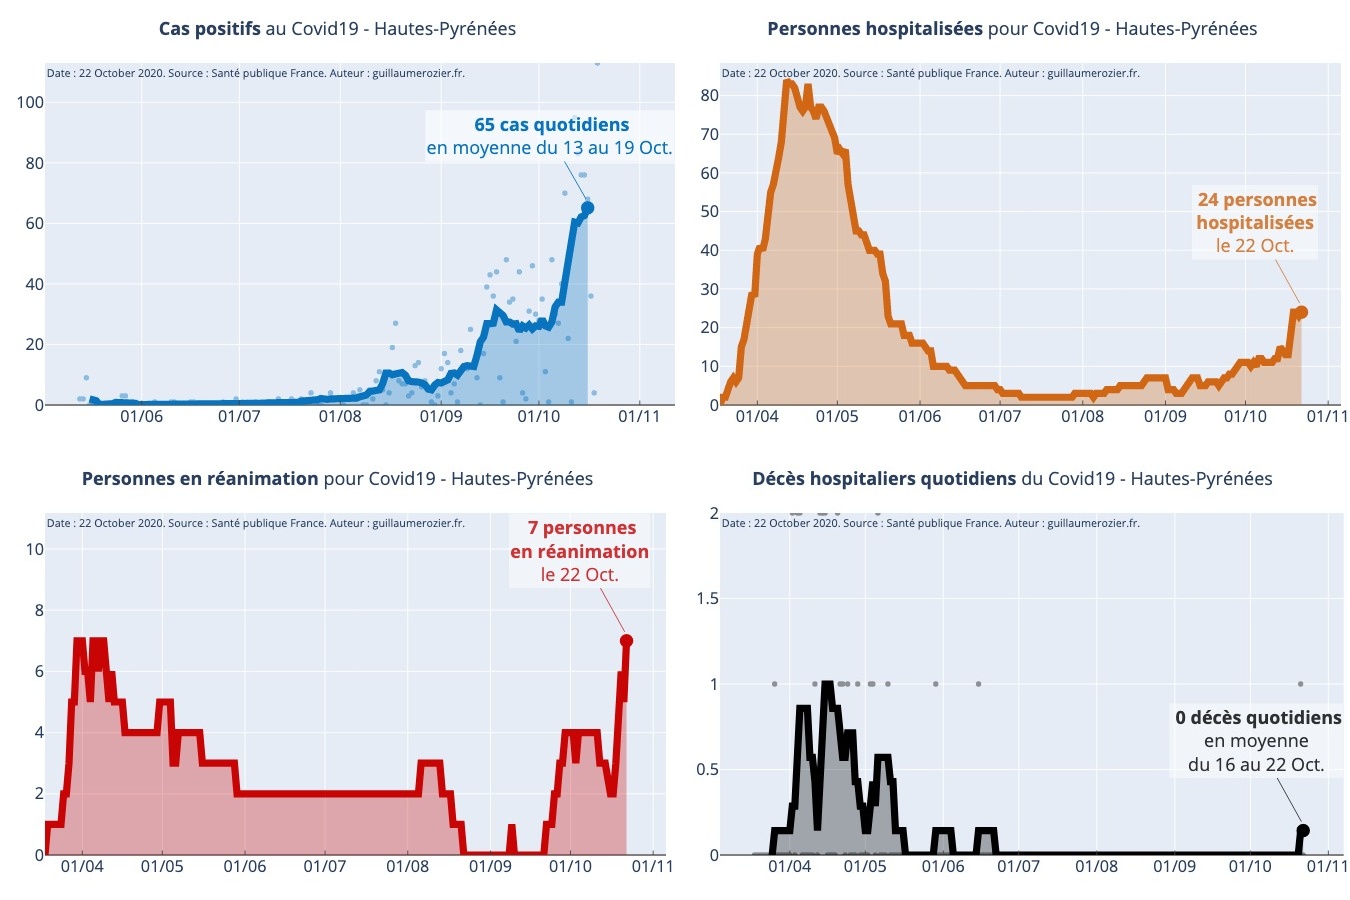 Cas positifs au Covid19 - Hautes-Pyrénées
Date : 22 October 2020. Source : Santé publique France. Auteur : guillaumerozier.fr.
100
80
60
40
20
0
65 cas quotidiens
en moyenne du 13 au 19 Oct.
01/06
01/07
01/08
01/09
01/10
01/11
Personnes hospitalisées pour Covid19 - Hautes-Pyrénées
Date : 22 October 2020. Source : Santé publique France. Auteur : guillaumerozier.fr.
80
70
60
50
40
30
20
10
0
24 personnes
hospitalisées
le 22 Oct.
01/04
01/05
01/06
01/07
01/08
01/09
01/10
01/11
Personnes en réanimation pour Covid19 - Hautes-Pyrénées
Date : 22 October 2020. Source : Santé publique France. Auteur : guillaumerozier.fr.
10
8
6
4
2
0
7 personnes
en réanimation
le 22 Oct.
01/04
01/05
01/06
01/07
01/08
01/09
01/10
01/11
Décès hospitaliers quotidiens du Covid19 - Hautes-Pyrénées
Date : 22 October 2020. Source : Santé publique France. Auteur : guillaumerozier.fr.
2
1.5
1
0.5
0
0 décès quotidiens
en moyenne
du 16 au 22 Oct.
01/04
01/05
01/06
01/07
01/08
01/09
01/10
01/11